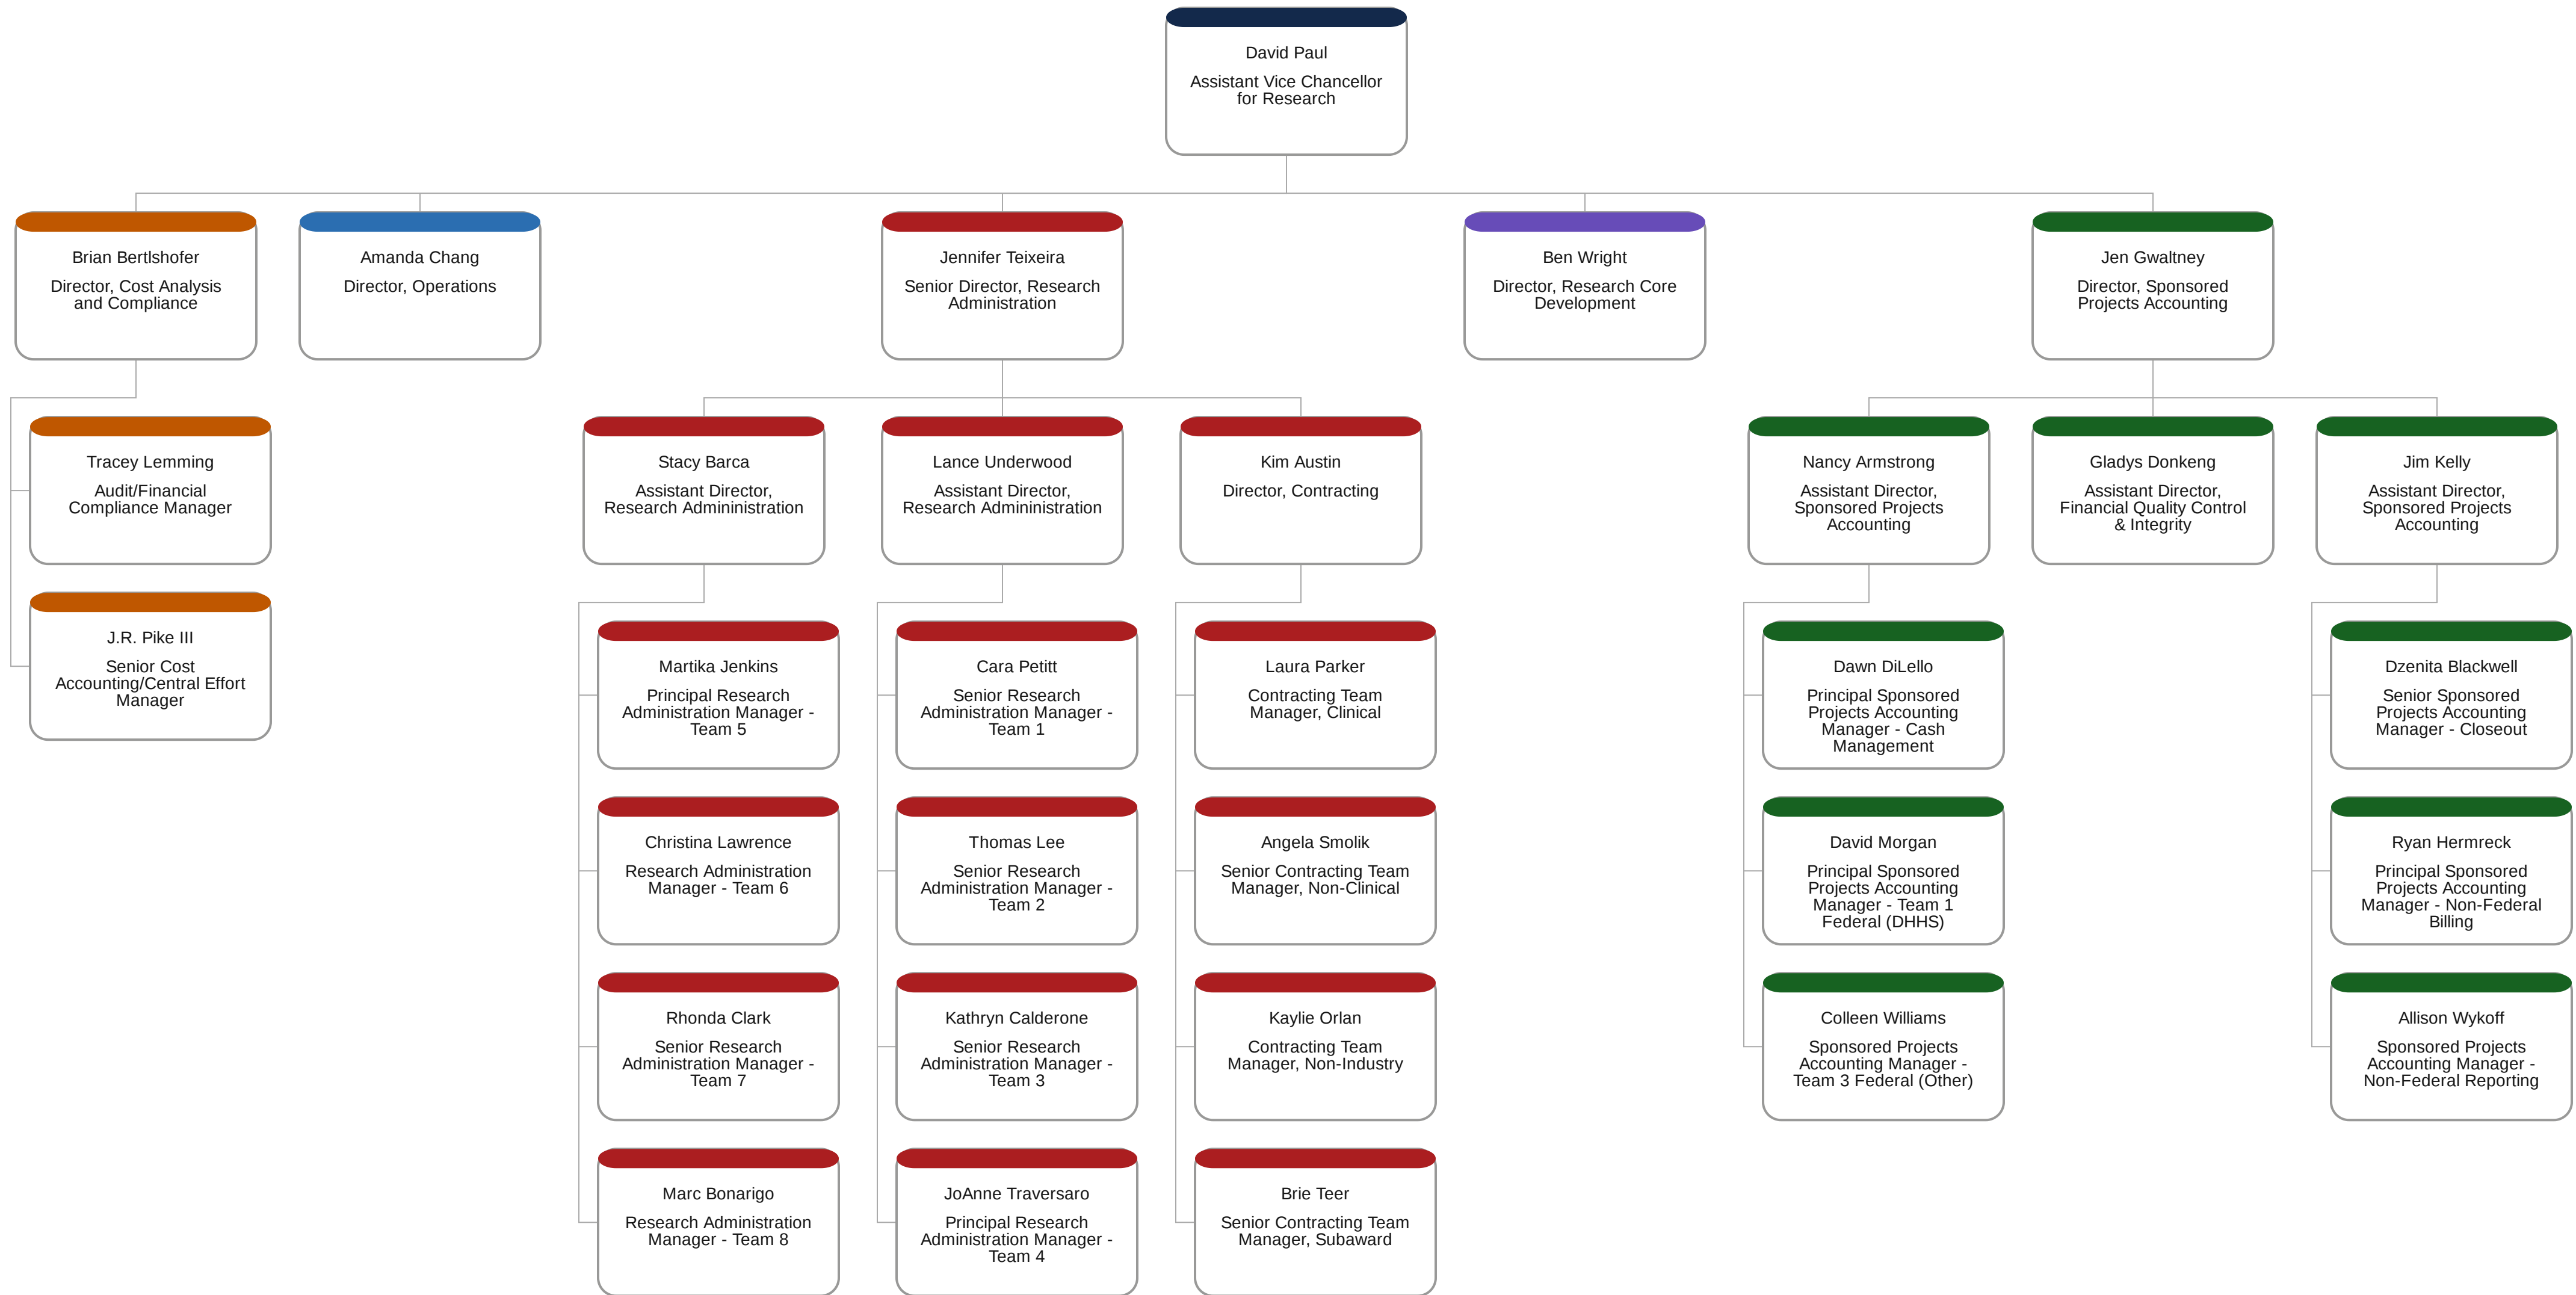 David Paul
Assistant Vice Chancellor
for Research
Brian Bertlshofer
Director, Cost Analysis
and Compliance
Amanda Chang
Director, Operations
Jennifer Teixeira
Senior Director, Research
Administration
Ben Wright
Director, Research Core
Development
Jen Gwaltney
Director, Sponsored
Projects Accounting
Tracey Lemming
Audit/Financial
Compliance Manager
J.R. Pike III
Senior Cost
Accounting/Central Effort
Manager
Stacy Barca
Assistant Director,
Research Admininistration
Lance Underwood
Assistant Director,
Research Admininistration
Kim Austin
Director, Contracting
Nancy Armstrong
Assistant Director,
Sponsored Projects
Accounting
Gladys Donkeng
Assistant Director,
Financial Quality Control
& Integrity
Jim Kelly
Assistant Director,
Sponsored Projects
Accounting
Martika Jenkins
Principal Research
Administration Manager -
Team 5
Christina Lawrence
Research Administration
Manager - Team 6
Rhonda Clark
Senior Research
Administration Manager -
Team 7
Marc Bonarigo
Research Administration
Manager - Team 8
Cara Petitt
Senior Research
Administration Manager -
Team 1
Thomas Lee
Senior Research
Administration Manager -
Team 2
Kathryn Calderone
Senior Research
Administration Manager -
Team 3
JoAnne Traversaro
Principal Research
Administration Manager -
Team 4
Laura Parker
Contracting Team
Manager, Clinical
Angela Smolik
Senior Contracting Team
Manager, Non-Clinical
Kaylie Orlan
Contracting Team
Manager, Non-Industry
Brie Teer
Senior Contracting Team
Manager, Subaward
Dawn DiLello
Principal Sponsored
Projects Accounting
Manager - Cash
Management
David Morgan
Principal Sponsored
Projects Accounting
Manager - Team 1
Federal (DHHS)
Colleen Williams
Sponsored Projects
Accounting Manager -
Team 3 Federal (Other)
Dzenita Blackwell
Senior Sponsored
Projects Accounting
Manager - Closeout
Ryan Hermreck
Principal Sponsored
Projects Accounting
Manager - Non-Federal
Billing
Allison Wykoff
Sponsored Projects
Accounting Manager -
Non-Federal Reporting